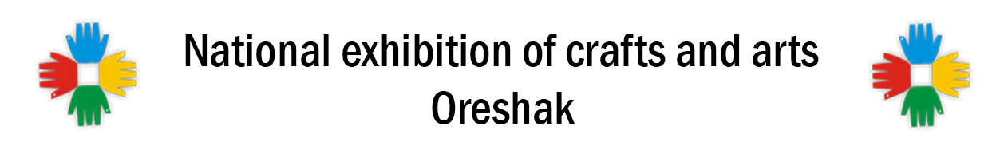 National exhibition of crafts and arts
Oreshak